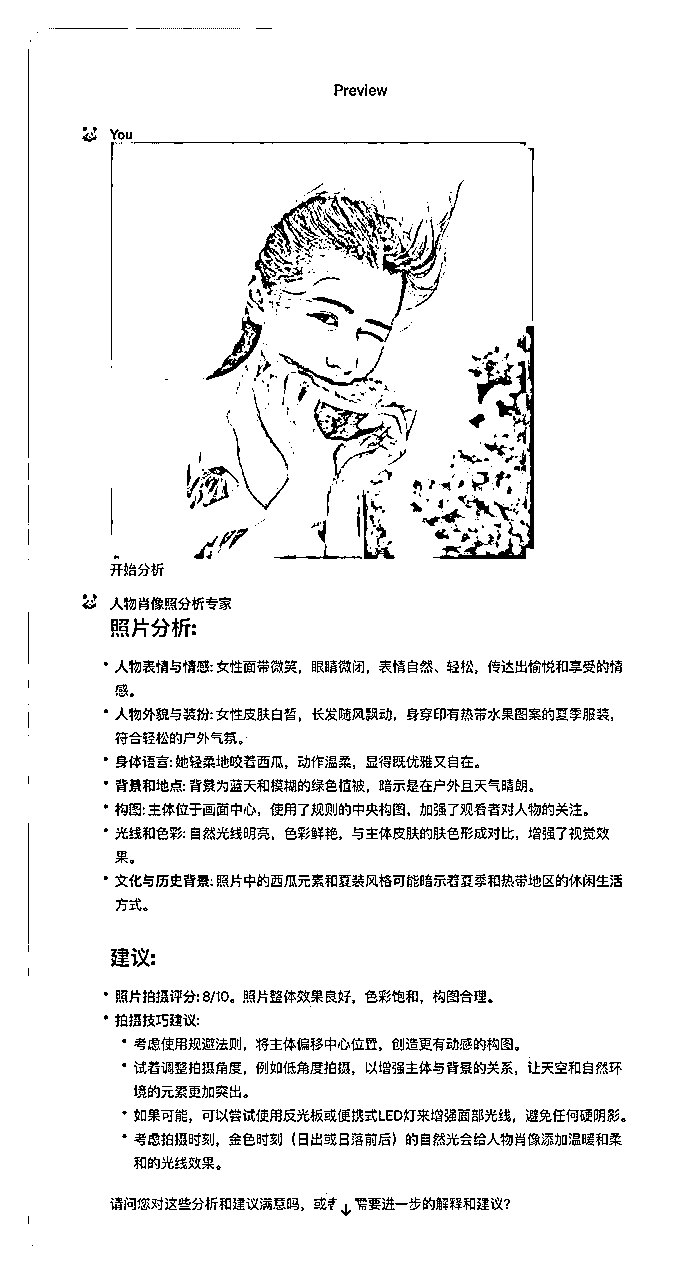 Preview
You
开始分析
人物肖像照分析专家
照片分析:
• 人物表情与情感: 女性面带微笑，眼睛微闭，表情自然、轻松，传达出愉悦和享受的情
感。
• 人物外貌与装扮: 女性皮肤白皙，长发随风飘动，身穿印有热带水果图案的夏季服装，
符合轻松的户外气氛。
• 身体语言: 她轻柔地咬着西瓜，动作温柔，显得既优雅又自在。
• 背景和地点: 背景为蓝天和模糊的绿色植被，暗示是在户外且天气晴朗。
• 构图: 主体位于画面中心，使用了规则的中央构图，加强了观看者对人物的关注。
• 光线和色彩: 自然光线明亮，色彩鲜艳，与主体皮肤的肤色形成对比，增强了视觉效
果。
• 文化与历史背景: 照片中的西瓜元素和夏装风格可能暗示着夏季和热带地区的休闲生活
方式。
建议:
• 照片拍摄评分: 8/10。照片整体效果良好，色彩饱和，构图合理。
• 拍摄技巧建议:
• 考虑使用规避法则，将主体偏移中心位置，创造更有动感的构图。
• 试着调整拍摄角度，例如低角度拍摄，以增强主体与背景的关系，让天空和自然环
境的元素更加突出。
• 如果可能，可以尝试使用反光板或便携式LED灯来增强面部光线，避免任何硬阴影。
• 考虑拍摄时刻，金色时刻（日出或日落前后）的自然光会给人物肖像添加温暖和柔
和的光线效果。
请问您对这些分析和建议满意吗，或 需要进一步的解释和建议？